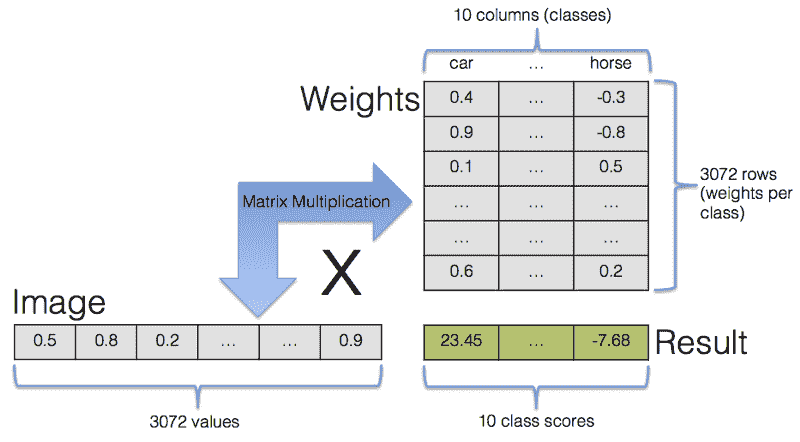 10 columns (classes)
car … horse
Weights
0.4 … -0.3
0.9 … -0.8
0.1 … 0.5
… … …
… … …
0.6 … 0.2
3072 rows
(weights per
class)
Matrix Multiplication
X
Image
0.5 0.8 0.2 … … 0.9
3072 values
23.45 … -7.68
Result
10 class scores